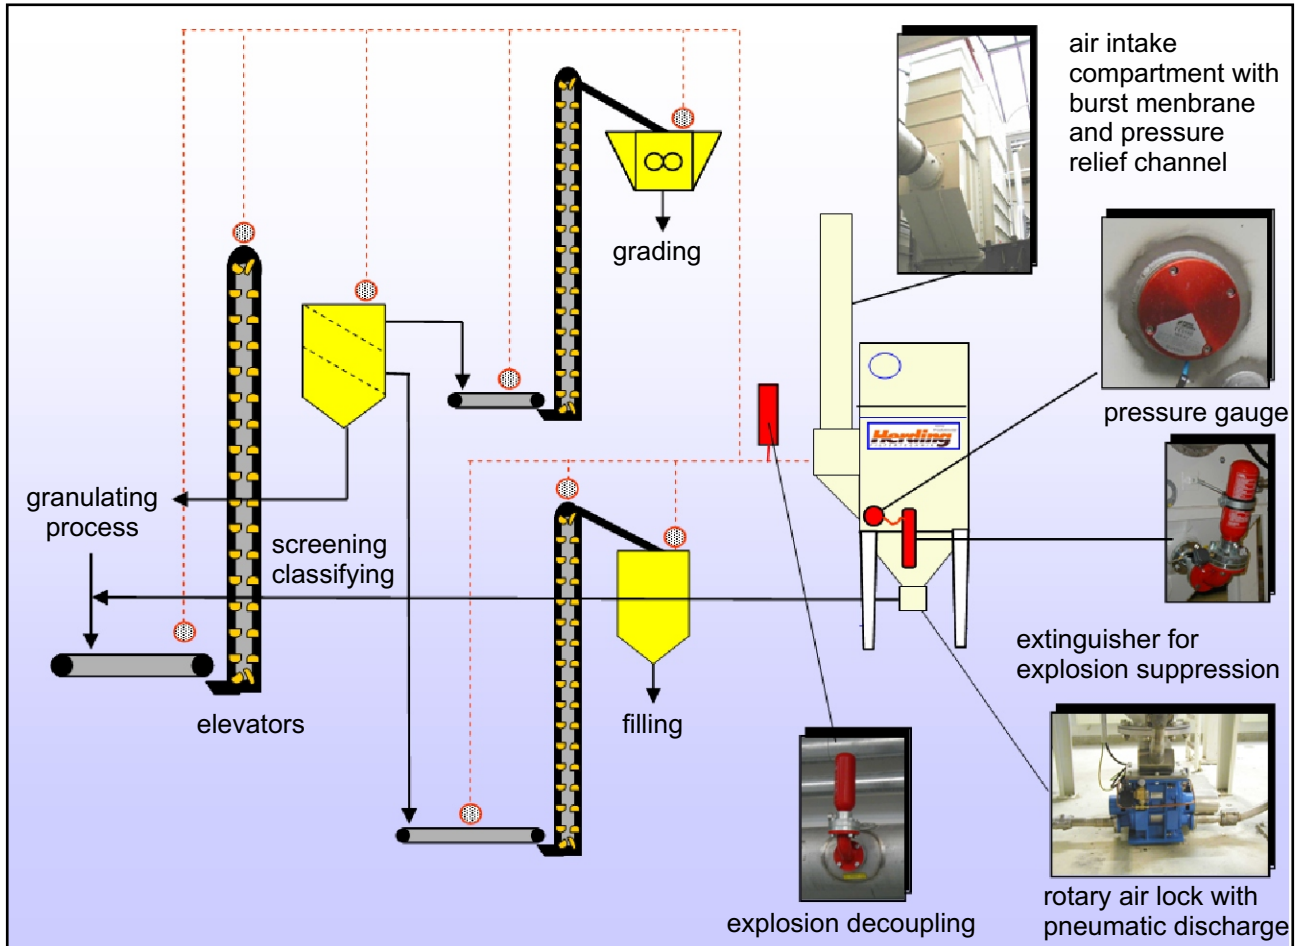 air intake
compartment with
burst menbrane
and pressure
relief channel
grading
pressure gauge
Herding
granulating
process
screening
classifying
extinguisher for
explosion suppression
elevators
filling
rotary air lock with
pneumatic discharge
explosion decoupling